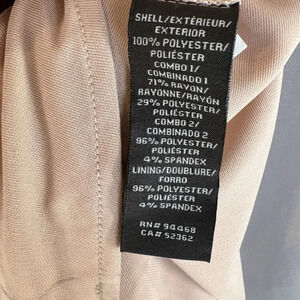 SHELL/EXTÉRIEUR/
EXTERIOR
100% POLYESTER/
POLIÉSTER
COMBO 1/
COMBINADO 1
71% RAYON/
RAYONNE/RAYÓN
29% POLYESTER/
POLIÉSTER
COMBO 2/
COMBINADO 2
96% POLYESTER/
POLIÉSTER
4% SPANDEX
LINING/DOUBLURE/
FORRO
96% POLYESTER/
POLIÉSTER
4% SPANDEX
RN# 94468
CA# 52362